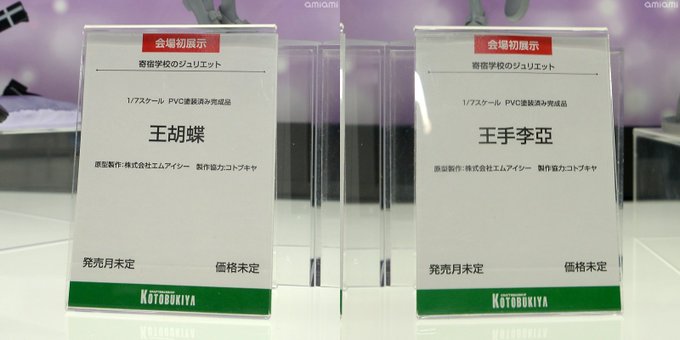 amiami
会場初展示
寄宿学校のジュリエット
1/7スケール PVC塗装済み完成品
王胡蝶
原型製作:株式会社エムアイシー 製作協力:コトブキヤ
発売月未定 価格未定
KOTOBUKIYA
amiami
会場初展示
寄宿学校のジュリエット
1/7スケール PVC塗装済み完成品
王手李亞
原型製作:株式会社エムアイシー 製作協力:コトブキヤ
発売月未定 価格未定
KOTOBUKIYA